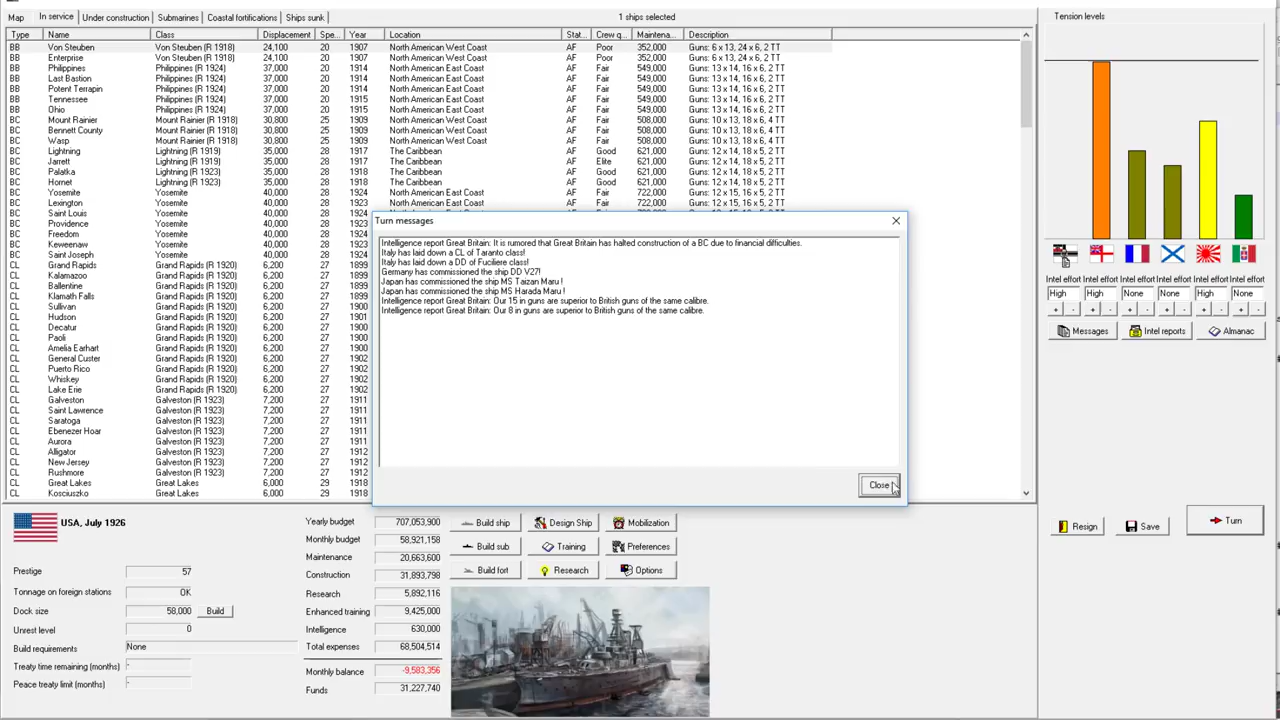 Map In service Under construction Submarines Coastal fortifications Ships sunk 1 ships selected
Type Name Class Displacement Spe... Year Location Stat... Crew q... Maintena... Description
BB Von Steuben Von Steuben (R 1918) 24,100 20 1907 North American West Coast AF Poor 352,000 Guns: 6 x 13, 24 x 6, 2 TT
BB Enterprise Von Steuben (R 1918) 24,100 20 1907 North American West Coast AF Poor 352,000 Guns: 6 x 13, 24 x 6, 2 TT
BB Philippines Philippines (R 1924) 37,000 20 1914 North American West Coast AF Fair 549,000 Guns: 13 x 14, 16 x 6, 2 TT
BB Last Bastion Philippines (R 1924) 37,000 20 1914 North American West Coast AF Fair 549,000 Guns: 13 x 14, 16 x 6, 2 TT
BB Potent Terrapin Philippines (R 1924) 37,000 20 1914 North American West Coast AF Fair 549,000 Guns: 13 x 14, 16 x 6, 2 TT
BB Tennessee Philippines (R 1924) 37,000 20 1915 North American West Coast AF Fair 549,000 Guns: 13 x 14, 16 x 6, 2 TT
BB Ohio Philippines (R 1924) 37,000 20 1915 North American West Coast AF Fair 549,000 Guns: 13 x 14, 16 x 6, 2 TT
BC Mount Rainier Mount Rainier (R 1918) 30,800 25 1909 North American West Coast AF Fair 508,000 Guns: 10 x 13, 18 x 6, 4 TT
BC Bennett County Mount Rainier (R 1918) 30,800 25 1909 North American West Coast AF Fair 508,000 Guns: 10 x 13, 18 x 6, 4 TT
BC Wasp Mount Rainier (R 1918) 30,800 25 1909 North American West Coast AF Fair 508,000 Guns: 10 x 13, 18 x 6, 4 TT
BC Lightning Lightning (R 1919) 35,000 28 1917 The Caribbean AF Good 621,000 Guns: 12 x 14, 18 x 5, 2 TT
BC Jarrett Lightning (R 1919) 35,000 28 1917 The Caribbean AF Elite 621,000 Guns: 12 x 14, 18 x 5, 2 TT
BC Palatka Lightning (R 1923) 35,000 28 1918 The Caribbean AF Good 621,000 Guns: 12 x 14, 18 x 5, 2 TT
BC Hornet Lightning (R 1923) 35,000 28 1918 The Caribbean AF Good 621,000 Guns: 12 x 14, 18 x 5, 2 TT
BC Yosemite Yosemite 40,000 28 1924 North American East Coast AF Fair 722,000 Guns: 12 x 15, 16 x 5, 2 TT
BC Lexington Yosemite 40,000 28 1923 North American East Coast AF Fair 722,000 Guns: 12 x 15, 16 x 5, 2 TT
BC Saint Louis Yosemite 40,000 28 1924
BC Providence Yosemite 40,000 28 1923
BC Freedom Yosemite 40,000 28 1924
BC Keweenaw Yosemite 40,000 28 1923
BC Saint Joseph Yosemite 40,000 28 1924
CL Grand Rapids Grand Rapids (R 1920) 6,200 27 1899
CL Kalamazoo Grand Rapids (R 1920) 6,200 27 1899
CL Ballentine Grand Rapids (R 1920) 6,200 27 1899
CL Klamath Falls Grand Rapids (R 1920) 6,200 27 1899
CL Sullivan Grand Rapids (R 1920) 6,200 27 1900
CL Hudson Grand Rapids (R 1920) 6,200 27 1900
CL Decatur Grand Rapids (R 1920) 6,200 27 1900
CL Paoli Grand Rapids (R 1920) 6,200 27 1900
CL Amelia Earhart Grand Rapids (R 1920) 6,200 27 1900
CL General Custer Grand Rapids (R 1920) 6,200 27 1902
CL Puerto Rico Grand Rapids (R 1920) 6,200 27 1902
CL Whiskey Grand Rapids (R 1920) 6,200 27 1902
CL Lake Erie Grand Rapids (R 1920) 6,200 27 1902
CL Galveston Galveston (R 1923) 7,200 27 1911
CL Saint Lawrence Galveston (R 1923) 7,200 27 1911
CL Saratoga Galveston (R 1923) 7,200 27 1911
CL Ebenezer Hoar Galveston (R 1923) 7,200 27 1911
CL Aurora Galveston (R 1923) 7,200 27 1911
CL Alligator Galveston (R 1923) 7,200 27 1912
CL New Jersey Galveston (R 1923) 7,200 27 1911
CL Rushmore Galveston (R 1923) 7,200 27 1912
CL Great Lakes Great Lakes 6,000 29 1918
CL Kosciuszko Great Lakes 6,000 29 1918
Turn messages
Intelligence report Great Britain: It is rumored that Great Britain has halted construction of a BC due to financial difficulties.
Italy has laid down a CL of Taranto class!
Italy has laid down a DD of Fuciliere class!
Germany has commissioned the ship DD V27!
Japan has commissioned the ship MS Taizan Maru !
Japan has commissioned the ship MS Harada Maru !
Intelligence report Great Britain: Our 15 in guns are superior to British guns of the same calibre.
Intelligence report Great Britain: Our 8 in guns are superior to British guns of the same calibre.
Close
Tension levels
Intel effort Intel effort Intel effort Intel effort Intel effort Intel effort
High High None None High None
+ - + - + - + - + - + -
Messages Intel reports Almanac
Resign Save Turn
USA, July 1926
Prestige 57
Tonnage on foreign stations OK
Dock size 58,000 Build
Unrest level 0
Build requirements None
Treaty time remaining (months) -
Peace treaty limit (months) -
Yearly budget 707,053,900
Monthly budget 58,921,158
Maintenance 20,663,600
Construction 31,893,798
Research 5,892,116
Enhanced training 9,425,000
Intelligence 630,000
Total expenses 68,504,514
Monthly balance -9,583,356
Funds 31,227,740
Build ship Design Ship Mobilization
Build sub Training Preferences
Build fort Research Options